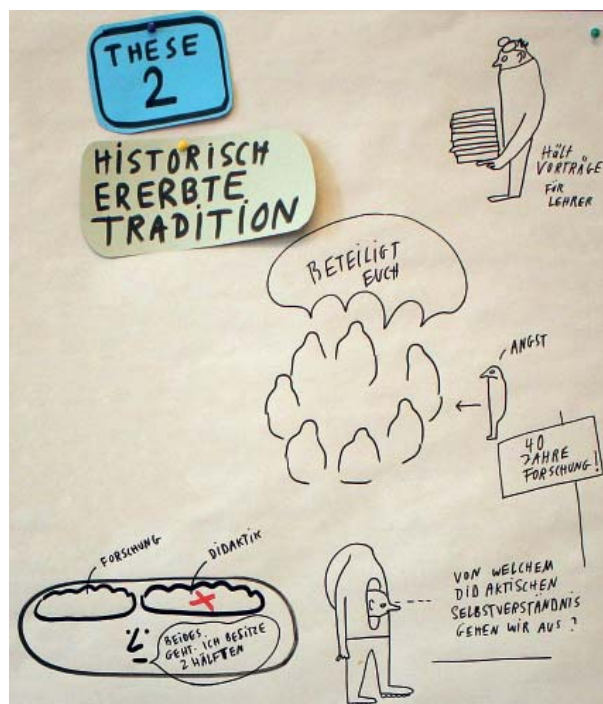 THESE
2
HISTORISCH
ERERBTE
TRADITION
HÄLT
VORTRÄGE
FÜR
LEHRER
BETEILIGT
EUCH
ANGST
40
JAHRE
FORSCHUNG!
FORSCHUNG
DIDAKTIK
BEIDES
GEHT. ICH BESITZE
2 HÄLFTEN
VON WELCHEM
DIDAKTISCHEN
SELBSTVERSTÄNDNIS
GEHEN WIR AUS?